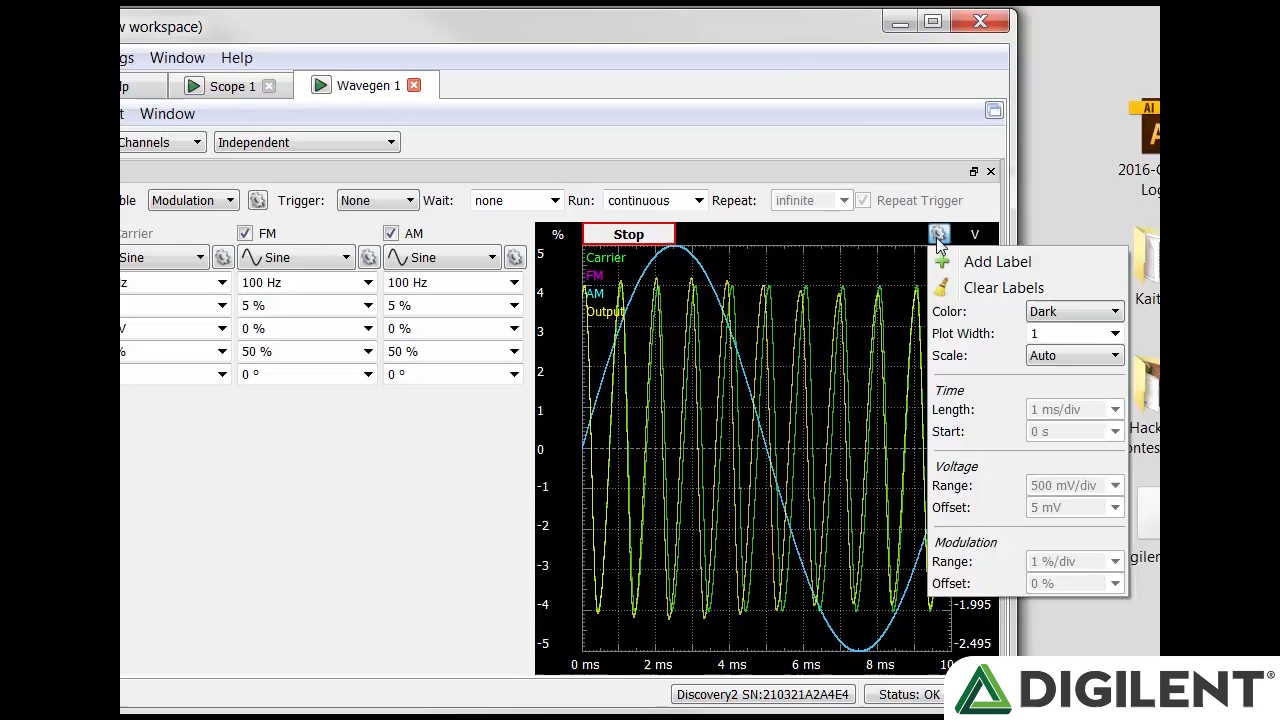 w workspace)
gs Window Help
lp Scope 1 Wavegen 1
t Window
Channels Independent
ble Modulation Trigger: None Wait: none Run: continuous Repeat: infinite Repeat Trigger
Carrier FM AM
Sine Sine Sine
z 100 Hz 100 Hz
5 % 5 %
V 0 % 0 %
% 50 % 50 %
0 ° 0 °
% Stop V
Carrier
FM
AM
Output
5
4
3
2
1
0
-1
-2
-3
-4
-5
0 ms 2 ms 4 ms 6 ms 8 ms 10
Add Label
Clear Labels
Color: Dark
Plot Width: 1
Scale: Auto
Time
Length: 1 ms/div
Start: 0 s
Voltage
Range: 500 mV/div
Offset: 5 mV
Modulation
Range: 1 %/div
Offset: 0 %
-1.995
-2.495
Discovery2 SN:210321A2A4E4 Status: OK
AI
A
2016-
Log
Kait
Hack
ontes
gilen
DIGILENT®